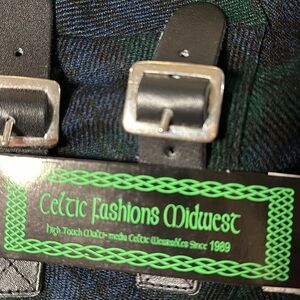 Celtic Fashions Midwest
High Touch Multi-media Celtic Wearables Since 1989